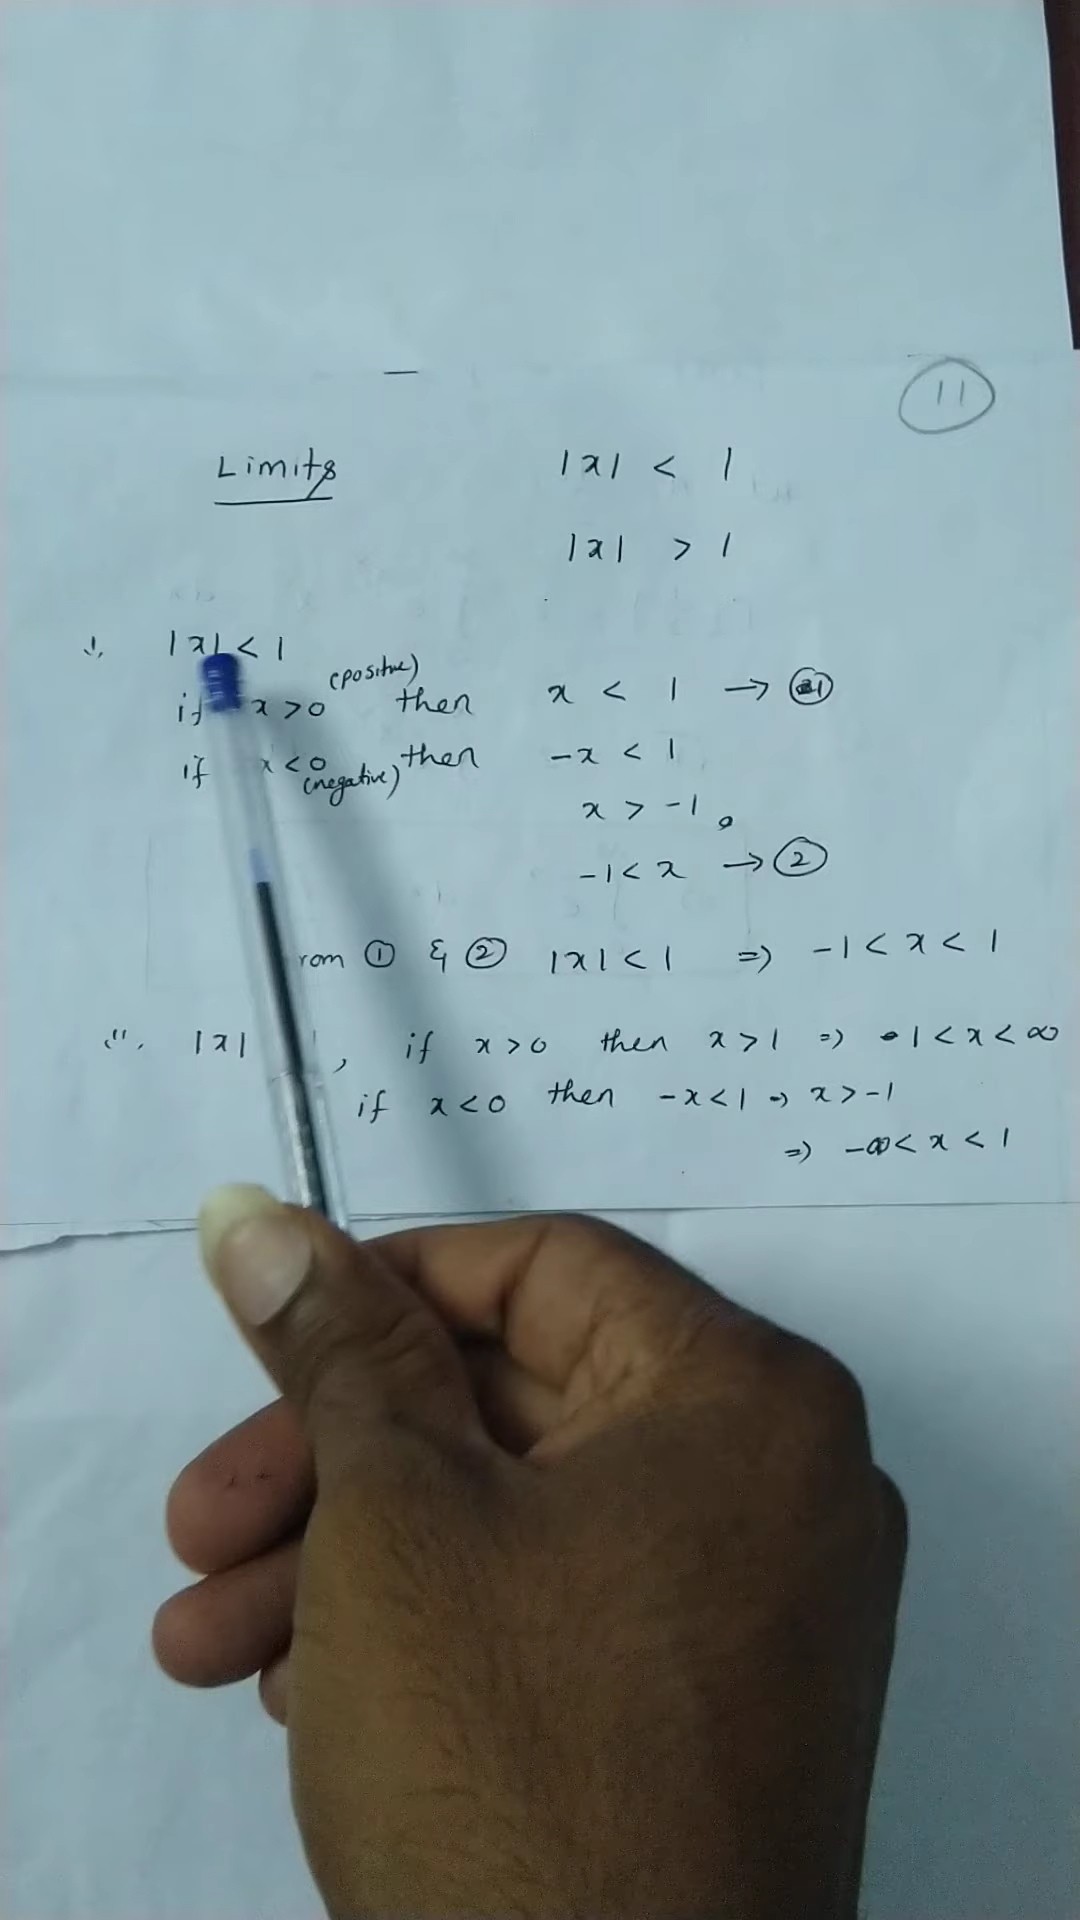 11
Limits |x| < 1
|x| > 1
i, |x| < 1
if x > 0 (positive) then x < 1 → ①
if x < 0 (negative) then -x < 1
x > -1,
-1 < x → ②
rom ① & ② |x| < 1 => -1 < x < 1
ii, |x| , if x > 0 then x > 1 => 1 < x < ∞
if x < 0 then -x < 1 => x > -1
=> -∞ < x < 1